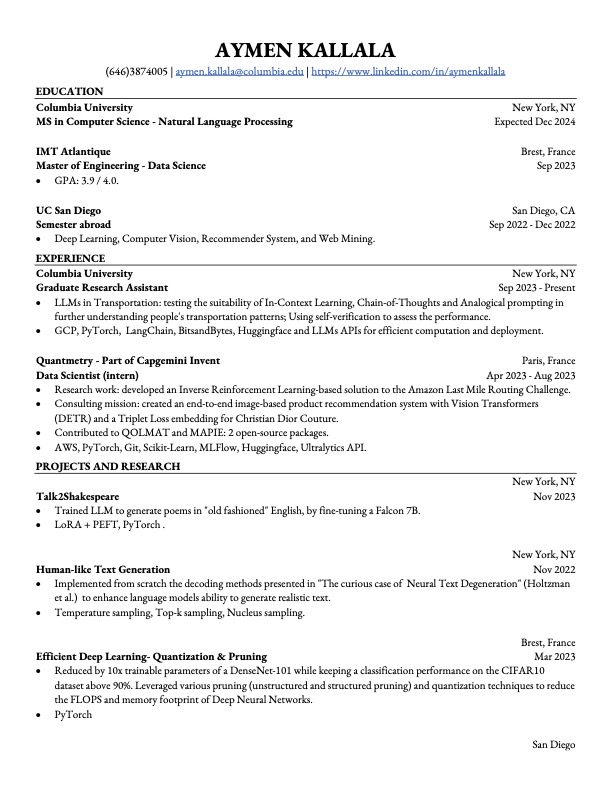 AYMEN KALLALA
(646)3874005 | aymen.kallala@columbia.edu | https://www.linkedin.com/in/aymenkallala
EDUCATION
Columbia University New York, NY
MS in Computer Science - Natural Language Processing Expected Dec 2024
IMT Atlantique Brest, France
Master of Engineering - Data Science Sep 2023
• GPA: 3.9 / 4.0.
UC San Diego San Diego, CA
Semester abroad Sep 2022 - Dec 2022
• Deep Learning, Computer Vision, Recommender System, and Web Mining.
EXPERIENCE
Columbia University New York, NY
Graduate Research Assistant Sep 2023 - Present
• LLMs in Transportation: testing the suitability of In-Context Learning, Chain-of-Thoughts and Analogical prompting in
further understanding people's transportation patterns; Using self-verification to assess the performance.
• GCP, PyTorch, LangChain, BitsandBytes, Huggingface and LLMs APIs for efficient computation and deployment.
Quantmetry - Part of Capgemini Invent Paris, France
Data Scientist (intern) Apr 2023 - Aug 2023
• Research work: developed an Inverse Reinforcement Learning-based solution to the Amazon Last Mile Routing Challenge.
• Consulting mission: created an end-to-end image-based product recommendation system with Vision Transformers
(DETR) and a Triplet Loss embedding for Christian Dior Couture.
• Contributed to QOLMAT and MAPIE: 2 open-source packages.
• AWS, PyTorch, Git, Scikit-Learn, MLFlow, Huggingface, Ultralytics API.
PROJECTS AND RESEARCH
New York, NY
Talk2Shakespeare Nov 2023
• Trained LLM to generate poems in "old fashioned" English, by fine-tuning a Falcon 7B.
• LoRA + PEFT, PyTorch .
New York, NY
Human-like Text Generation Nov 2022
• Implemented from scratch the decoding methods presented in "The curious case of Neural Text Degeneration" (Holtzman
et al.) to enhance language models ability to generate realistic text.
• Temperature sampling, Top-k sampling, Nucleus sampling.
Brest, France
Efficient Deep Learning- Quantization & Pruning Mar 2023
• Reduced by 10x trainable parameters of a DenseNet-101 while keeping a classification performance on the CIFAR10
dataset above 90%. Leveraged various pruning (unstructured and structured pruning) and quantization techniques to reduce
the FLOPS and memory footprint of Deep Neural Networks.
• PyTorch
San Diego